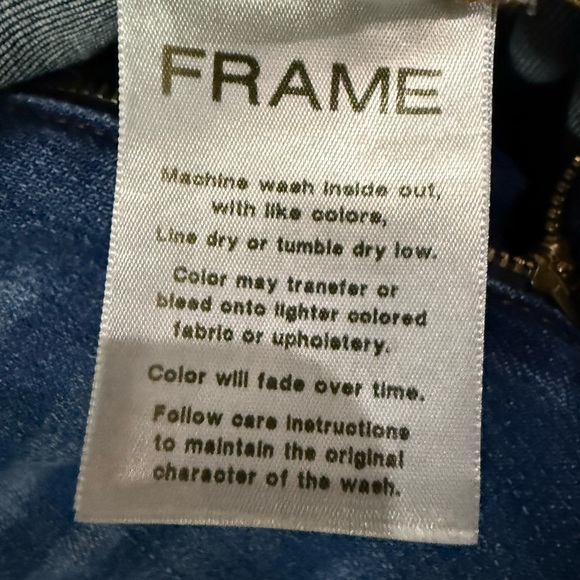 FRAME
Machine wash inside out,
with like colors,
Line dry or tumble dry low.
Color may transfer or
bleed onto lighter colored
fabric or upholstery.
Color will fade over time.
Follow care instructions
to maintain the original
character of the wash.